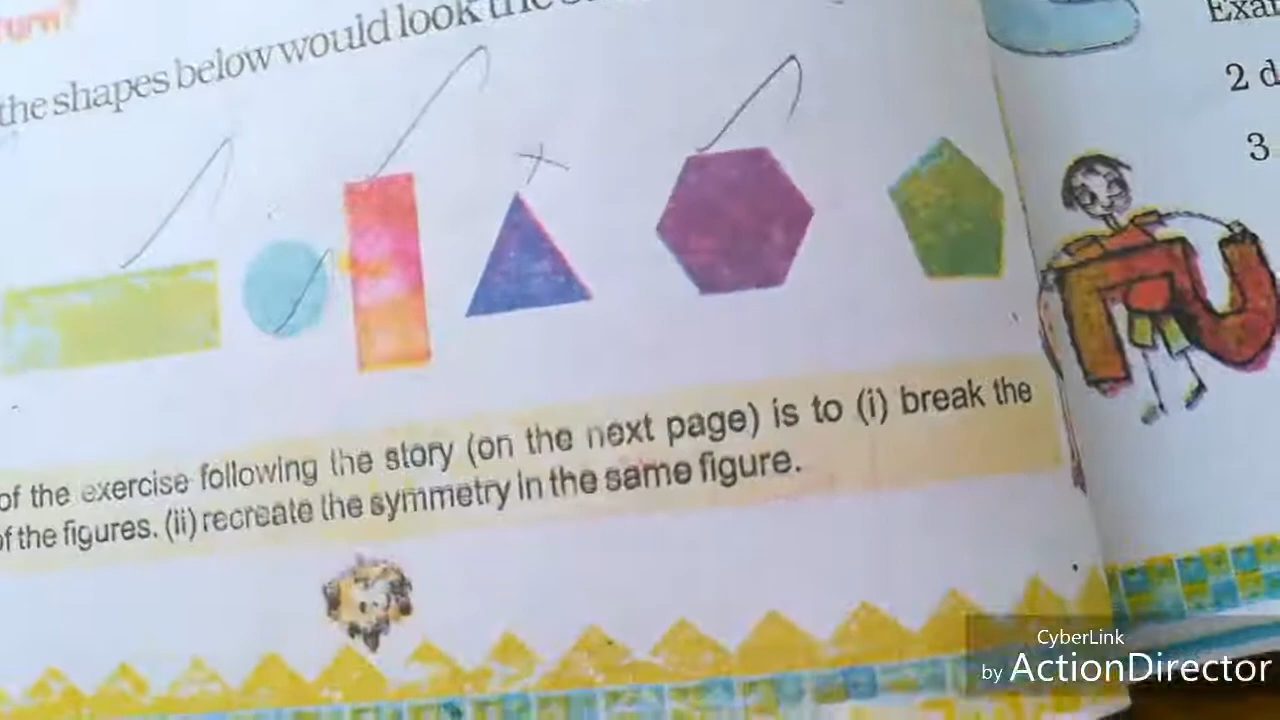 turn?
the shapes below would look the
of the exercise following the story (on the next page) is to (i) break the
of the figures. (ii) recreate the symmetry in the same figure.
2 d
3
CyberLink
by ActionDirector